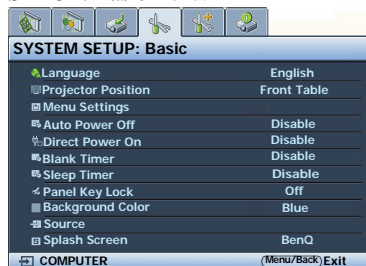 SYSTEM SETUP: Basic
Language English
Projector Position Front Table
Menu Settings
Auto Power Off Disable
Direct Power On Disable
Blank Timer Disable
Sleep Timer Disable
Panel Key Lock Off
Background Color Blue
Source
Splash Screen BenQ
COMPUTER (Menu/Back) Exit